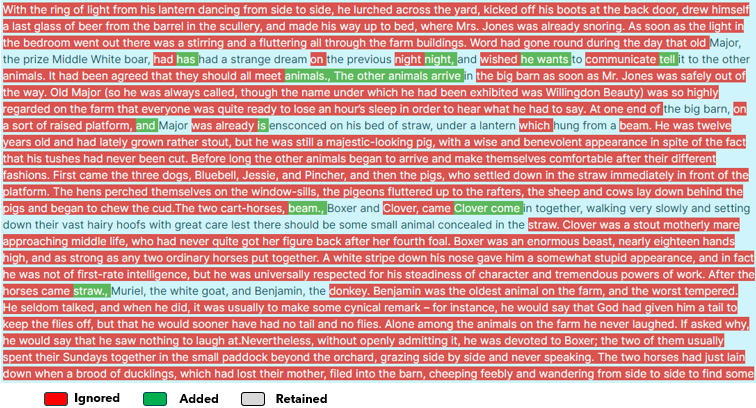 With the ring of light from his lantern dancing from side to side, he lurched across the yard, kicked off his boots at the back door, drew himself
a last glass of beer from the barrel in the scullery, and made his way up to bed, where Mrs. Jones was already snoring. As soon as the light in
the bedroom went out there was a stirring and a fluttering all through the farm buildings. Word had gone round during the day that old Major,
the prize Middle White boar, had has had a strange dream on the previous night night, and wished he wants to communicate tell it to the other
animals. It had been agreed that they should all meet animals., The other animals arrive in the big barn as soon as Mr. Jones was safely out of
the way. Old Major (so he was always called, though the name under which he had been exhibited was Willingdon Beauty) was so highly
regarded on the farm that everyone was quite ready to lose an hour's sleep in order to hear what he had to say. At one end of the big barn, on
a sort of raised platform, and Major was already is ensconced on his bed of straw, under a lantern which hung from a beam. He was twelve
years old and had lately grown rather stout, but he was still a majestic-looking pig, with a wise and benevolent appearance in spite of the fact
that his tushes had never been cut. Before long the other animals began to arrive and make themselves comfortable after their different
fashions. First came the three dogs, Bluebell, Jessie, and Pincher, and then the pigs, who settled down in the straw immediately in front of the
platform. The hens perched themselves on the window-sills, the pigeons fluttered up to the rafters, the sheep and cows lay down behind the
pigs and began to chew the cud.The two cart-horses, beam., Boxer and Clover, came Clover come in together, walking very slowly and setting
down their vast hairy hoofs with great care lest there should be some small animal concealed in the straw. Clover was a stout motherly mare
approaching middle life, who had never quite got her figure back after her fourth foal. Boxer was an enormous beast, nearly eighteen hands
high, and as strong as any two ordinary horses put together. A white stripe down his nose gave him a somewhat stupid appearance, and in fact
he was not of first-rate intelligence, but he was universally respected for his steadiness of character and tremendous powers of work. After the
horses came straw., Muriel, the white goat, and Benjamin, the donkey. Benjamin was the oldest animal on the farm, and the worst tempered.
He seldom talked, and when he did, it was usually to make some cynical remark – for instance, he would say that God had given him a tail to
keep the flies off, but that he would sooner have had no tail and no flies. Alone among the animals on the farm he never laughed. If asked why,
he would say that he saw nothing to laugh at.Nevertheless, without openly admitting it, he was devoted to Boxer; the two of them usually
spent their Sundays together in the small paddock beyond the orchard, grazing side by side and never speaking. The two horses had just lain
down when a brood of ducklings, which had lost their mother, filed into the barn, cheeping feebly and wandering from side to side to find some
Ignored Added Retained